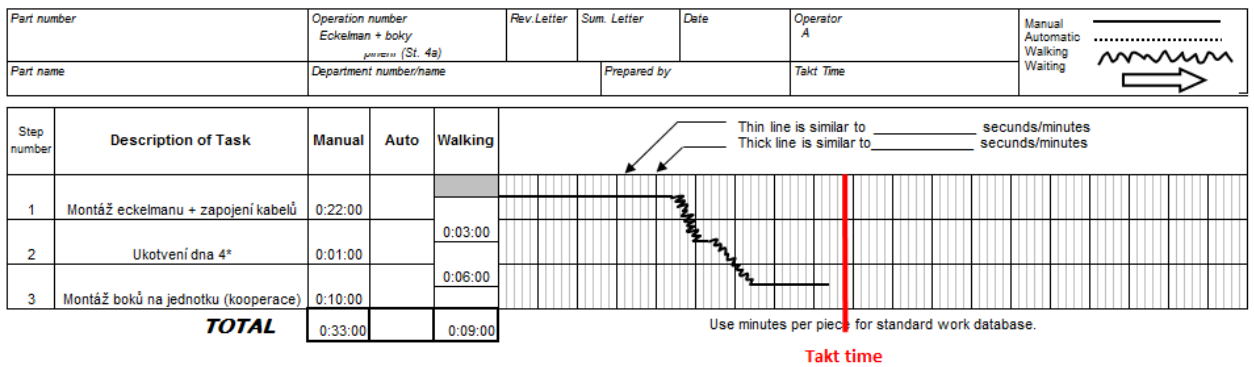 Part number
Operation number
Eckelman + boky
(St. 4a)
Rev.Letter
Sum. Letter
Date
Operator
A
Manual
Automatic
Walking
Waiting
Part name
Department number/name
Prepared by
Takt Time
Step number
Description of Task
Manual
Auto
Walking
Thin line is similar to ____________ seconds/minutes
Thick line is similar to____________ seconds/minutes
1 Montáž eckelmanu + zapojení kabelů 0:22:00
0:03:00
2 Ukotvení dna 4* 0:01:00
0:06:00
3 Montáž boků na jednotku (kooperace) 0:10:00
TOTAL 0:33:00 0:09:00
Use minutes per piece for standard work database.
Takt time